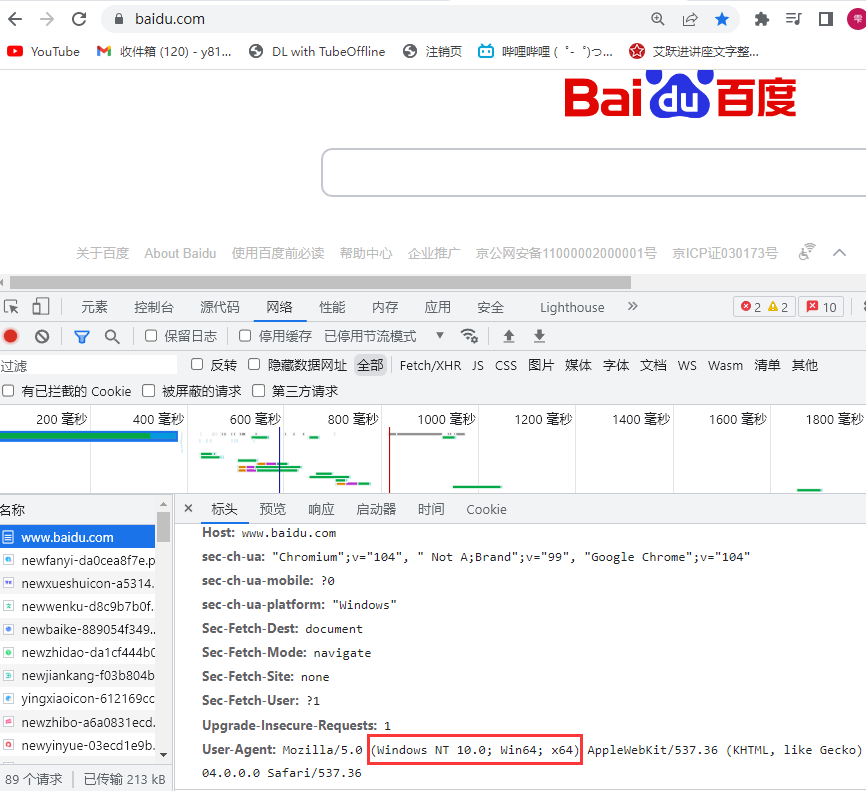 baidu.com
YouTube 收件箱 (120) - y81... DL with TubeOffline 注销页 哔哩哔哩 ( ゜- ゜)つ... 艾跃进讲座文字整...
Bai du 百度
关于百度 About Baidu 使用百度前必读 帮助中心 企业推广 京公网安备11000002000001号 京ICP证030173号
元素 控制台 源代码 网络 性能 内存 应用 安全 Lighthouse » 2 2 10
保留日志 停用缓存 已停用节流模式
过滤 反转 隐藏数据网址 全部 Fetch/XHR JS CSS 图片 媒体 字体 文档 WS Wasm 清单 其他
有已拦截的 Cookie 被屏蔽的请求 第三方请求
200 毫秒 400 毫秒 600 毫秒 800 毫秒 1000 毫秒 1200 毫秒 1400 毫秒 1600 毫秒 1800 毫秒
名称
www.baidu.com
newfanyi-da0cea8f7e.p
newxueshuicon-a5314.
newwenku-d8c9b7b0f.
newbaike-889054f349..
newzhidao-da1cf444b0
newjiankang-f03b804b
yingxiaoicon-612169cc
newzhibo-a6a0831ecd.
newyinyue-03ecd1e9b.
89 个请求 已传输 213 kB
× 标头 预览 响应 启动器 时间 Cookie
Host: www.baidu.com
sec-ch-ua: "Chromium";v="104", " Not A;Brand";v="99", "Google Chrome";v="104"
sec-ch-ua-mobile: ?0
sec-ch-ua-platform: "Windows"
Sec-Fetch-Dest: document
Sec-Fetch-Mode: navigate
Sec-Fetch-Site: none
Sec-Fetch-User: ?1
Upgrade-Insecure-Requests: 1
User-Agent: Mozilla/5.0 (Windows NT 10.0; Win64; x64) AppleWebKit/537.36 (KHTML, like Gecko)
04.0.0.0 Safari/537.36